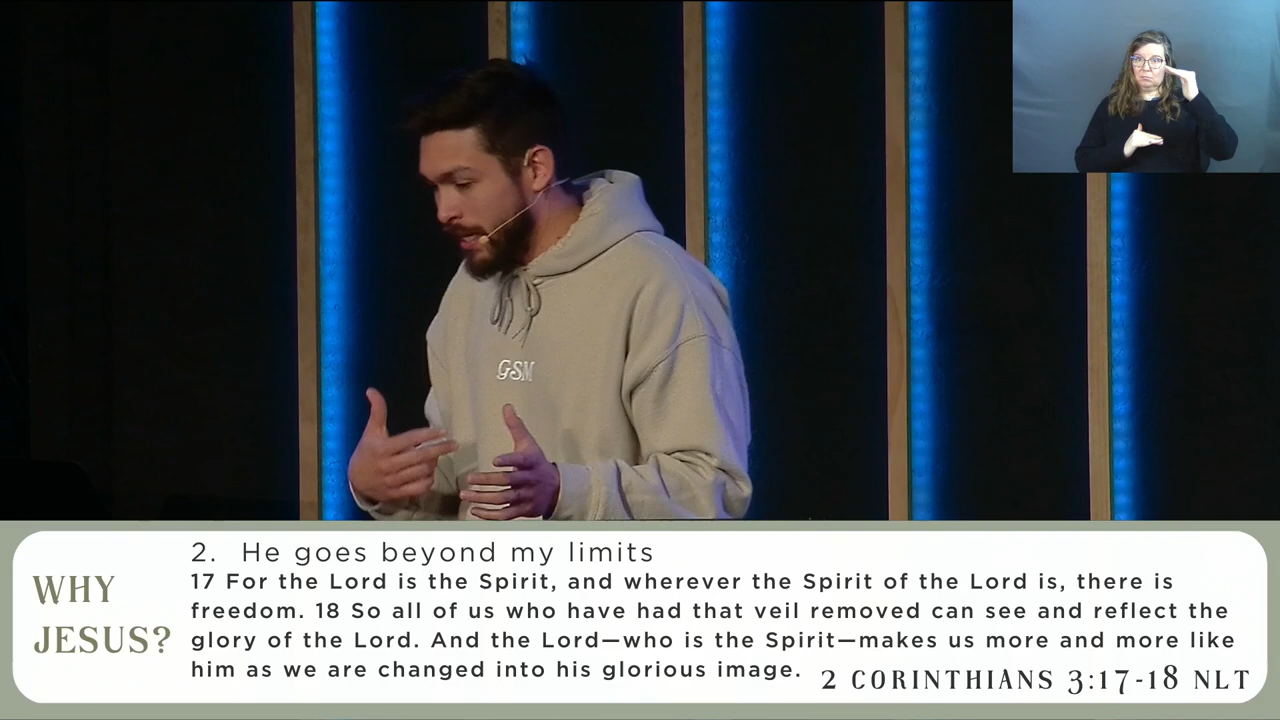 GSM
WHY
JESUS?
2. He goes beyond my limits
17 For the Lord is the Spirit, and wherever the Spirit of the Lord is, there is
freedom. 18 So all of us who have had that veil removed can see and reflect the
glory of the Lord. And the Lord—who is the Spirit—makes us more and more like
him as we are changed into his glorious image.
2 CORINTHIANS 3:17-18 NLT